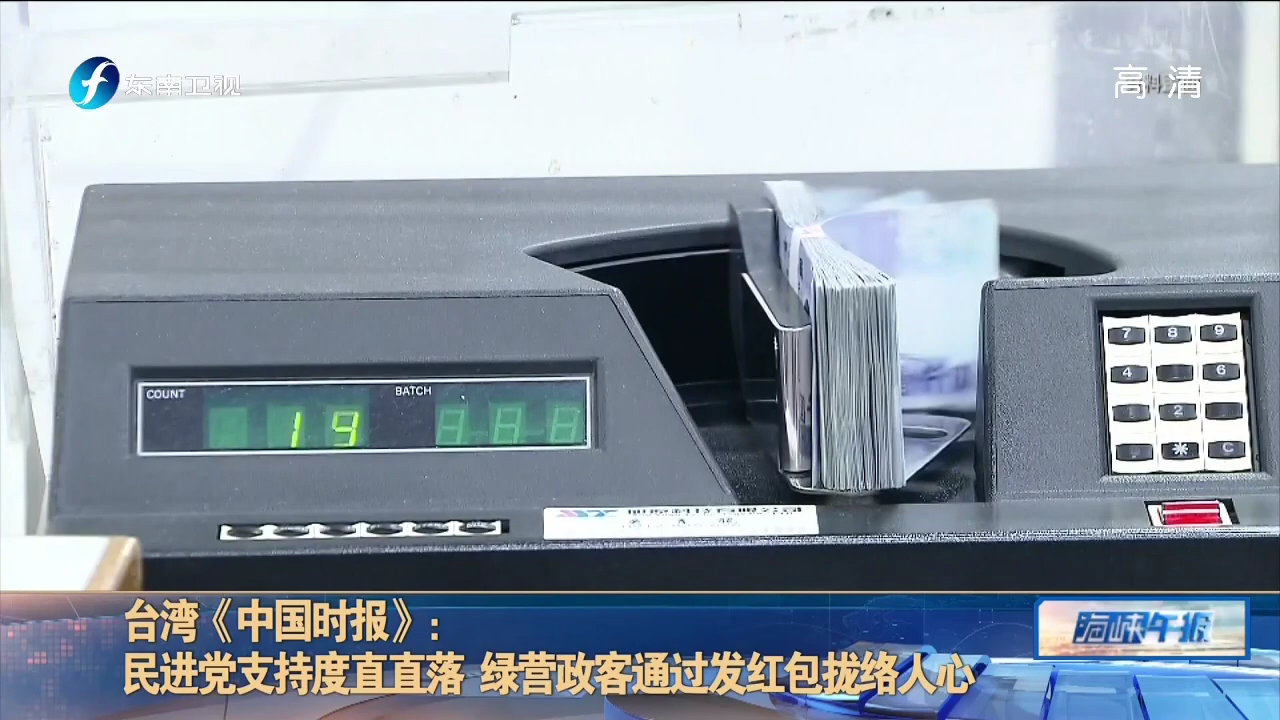 东南卫视
高清
COUNT
BATCH
19
888
7 8 9
4 6
2
* C
台湾《中国时报》:
民进党支持度直直落 绿营政客通过发红包拢络人心
海峡午报